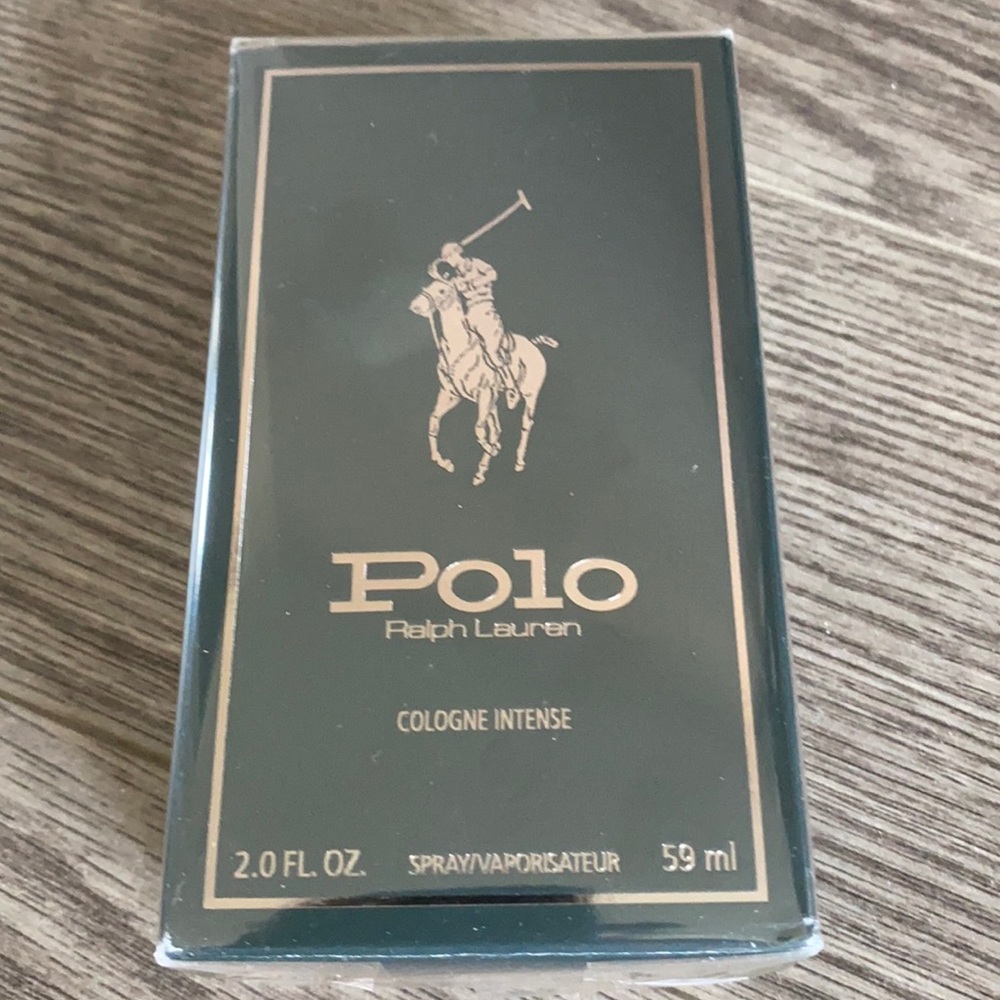 Polo
Ralph Lauren
COLOGNE INTENSE
2.0 FL. OZ. SPRAY/VAPORISATEUR 59 ml